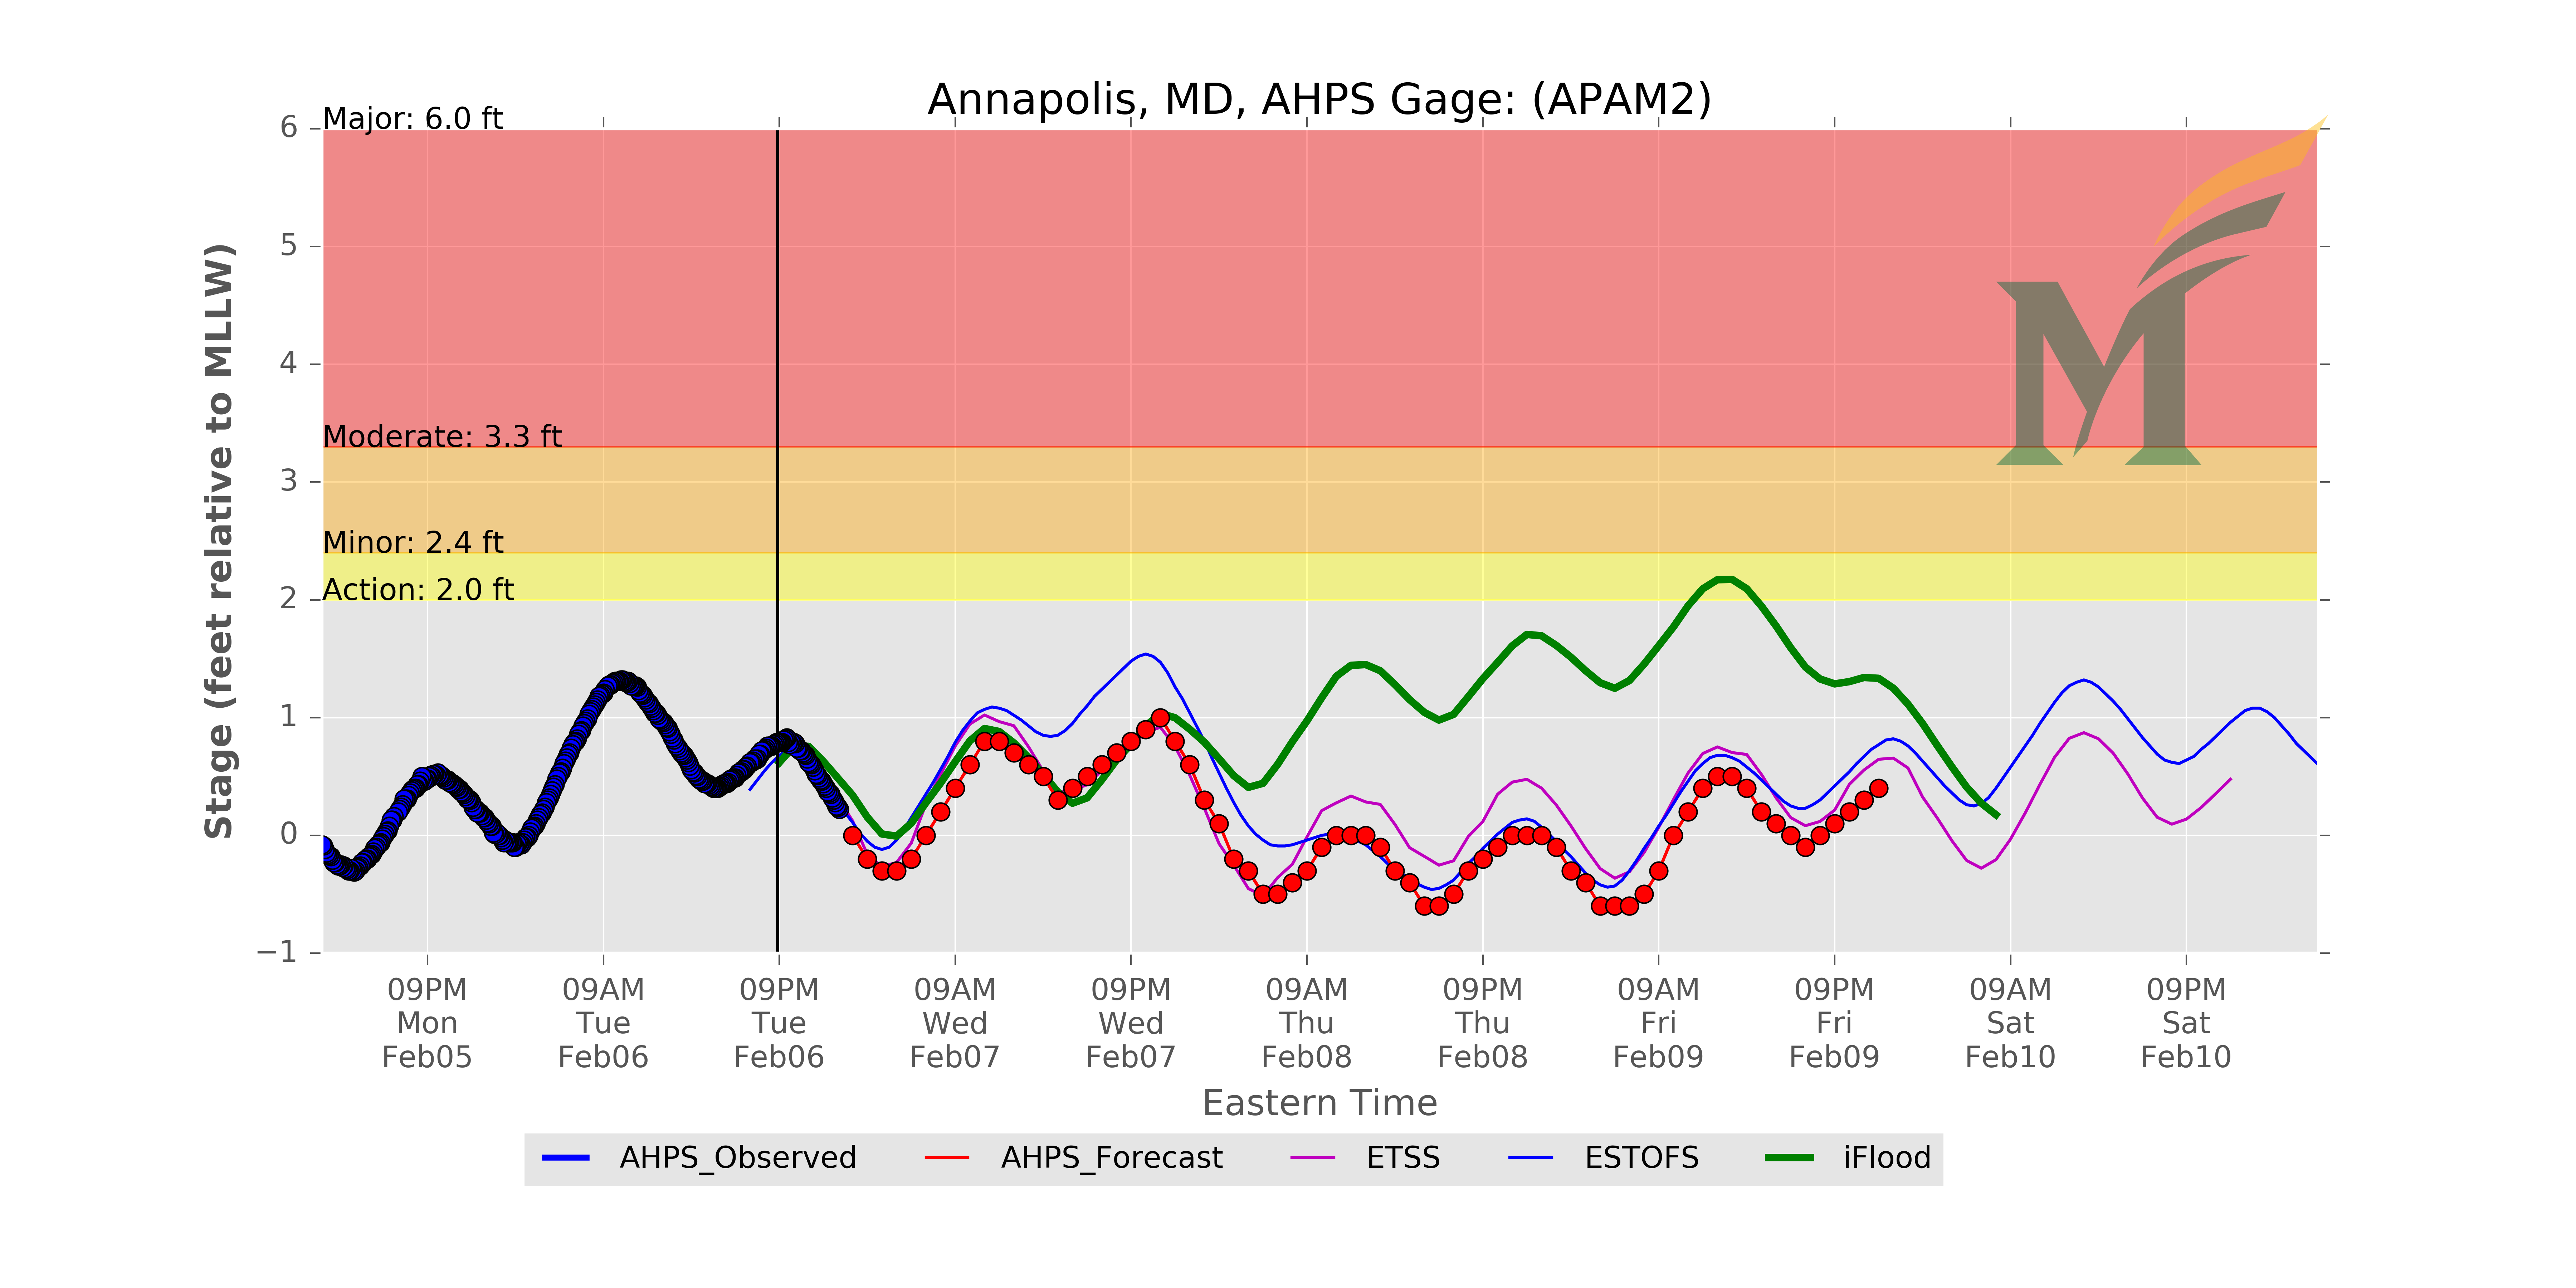 Annapolis, MD, AHPS Gage: (APAM2)
Major: 6.0 ft
Moderate: 3.3 ft
Minor: 2.4 ft
Action: 2.0 ft
Stage (feet relative to MLLW)
6
5
4
3
2
1
0
−1
09PM Mon Feb05
09AM Tue Feb06
09PM Tue Feb06
09AM Wed Feb07
09PM Wed Feb07
09AM Thu Feb08
09PM Thu Feb08
09AM Fri Feb09
09PM Fri Feb09
09AM Sat Feb10
09PM Sat Feb10
Eastern Time
AHPS_Observed AHPS_Forecast ETSS ESTOFS iFlood
M